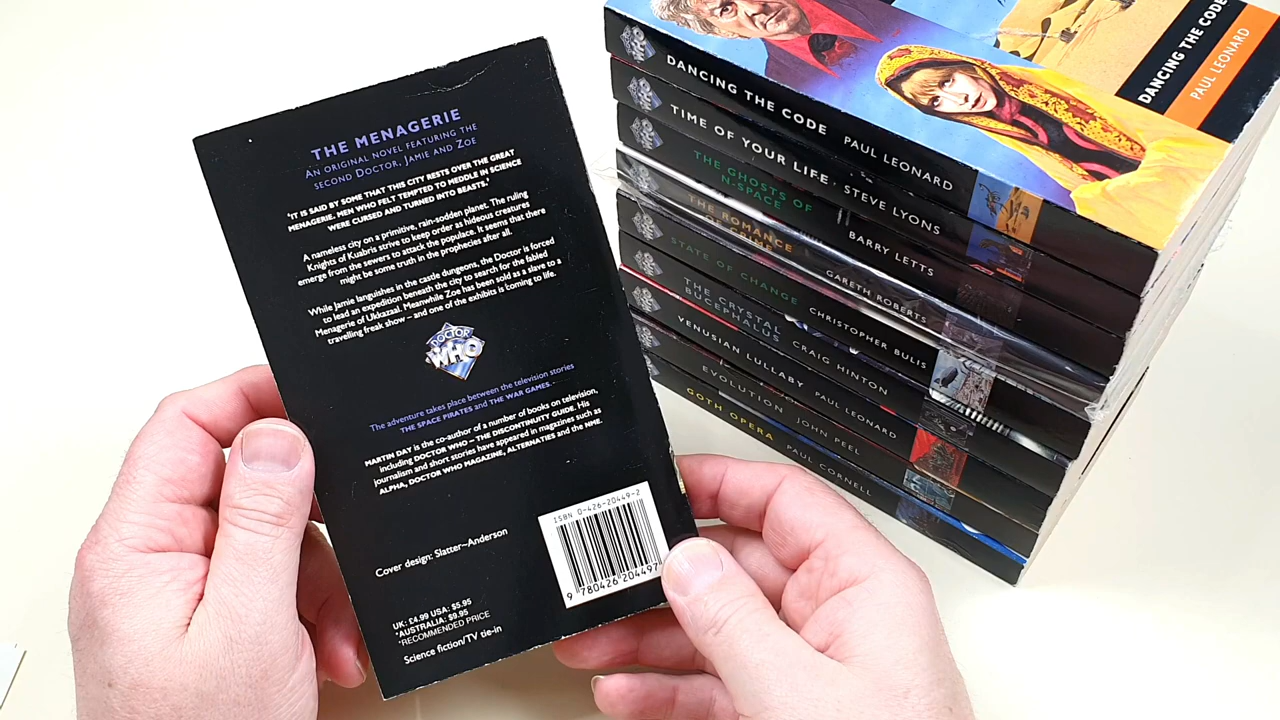 THE MENAGERIE
AN ORIGINAL NOVEL FEATURING THE
SECOND DOCTOR, JAMIE AND ZOE
'IT IS SAID BY SOME THAT THIS CITY RESTS OVER THE GREAT
MENAGERIE. MEN WHO FELT TEMPTED TO MEDDLE IN SCIENCE
WERE CURSED AND TURNED INTO BEASTS.'
A nameless city on a primitive, rain-sodden planet. The ruling
Knights of Kuabris strive to keep order as hideous creatures
emerge from the sewers to attack the populace. It seems that there
might be some truth in the prophecies after all.
While Jamie languishes in the castle dungeons, the Doctor is forced
to lead an expedition beneath the city to search for the fabled
Menagerie of Ukkazaal. Meanwhile Zoe has been sold as a slave to a
travelling freak show – and one of the exhibits is coming to life.
DOCTOR
WHO
The adventure takes place between the television stories
THE SPACE PIRATES and THE WAR GAMES.
MARTIN DAY is the co-author of a number of books on television,
including DOCTOR WHO – THE DISCONTINUITY GUIDE. His
journalism and short stories have appeared in magazines such as
ALPHA, DOCTOR WHO MAGAZINE, ALTERNATIES and the NME.
ISBN 0-426-20449-2
9 780426 204497
Cover design: Slatter~Anderson
UK: £4.99 USA: $5.95
*AUSTRALIA: $9.95
*RECOMMENDED PRICE
Science fiction/TV tie-in
DANCING THE CODE
PAUL LEONARD
DANCING THE CODE PAUL LEONARD
TIME OF YOUR LIFE STEVE LYONS
THE GHOSTS OF
N-SPACE BARRY LETTS
THE ROMANCE
OF CRIME GARETH ROBERTS
STATE OF CHANGE CHRISTOPHER BULIS
THE CRYSTAL
BUCEPHALUS CRAIG HINTON
VENUSIAN LULLABY PAUL LEONARD
EVOLUTION JOHN PEEL
GOTH OPERA PAUL CORNELL